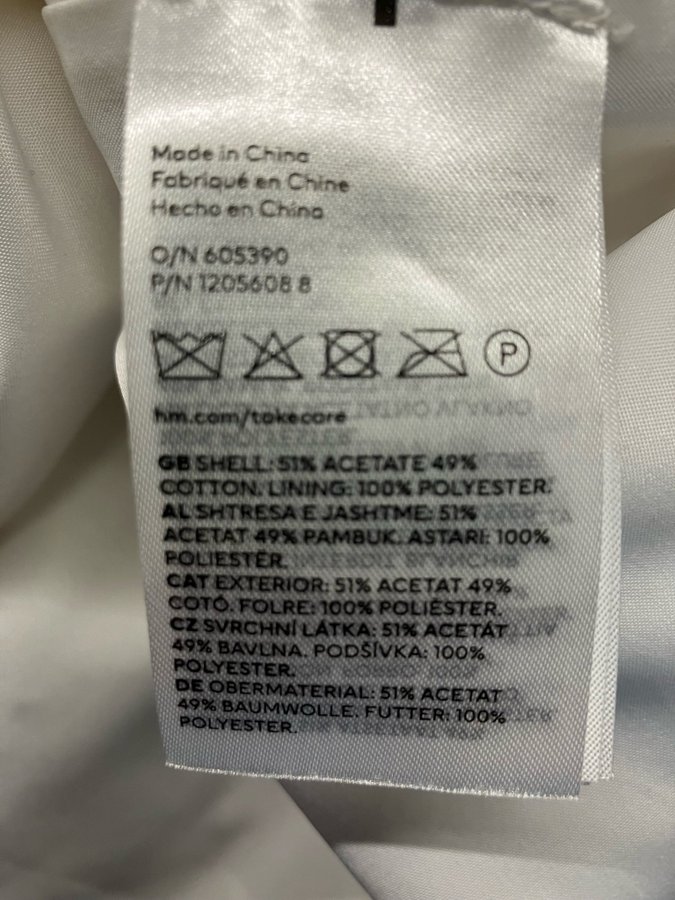 Made in China
Fabriqué en Chine
Hecho en China
O/N 605390
P/N 1205608 8
P
hm.com/takecare
GB SHELL: 51% ACETATE 49%
COTTON. LINING: 100% POLYESTER.
AL SHTRESA E JASHTME: 51%
ACETAT 49% PAMBUK. ASTARI: 100%
POLIESTËR.
CAT EXTERIOR: 51% ACETAT 49%
COTÓ. FOLRE: 100% POLIÈSTER.
CZ SVRCHNÍ LÁTKA: 51% ACETÁT
49% BAVLNA. PODŠÍVKA: 100%
POLYESTER.
DE OBERMATERIAL: 51% ACETAT
49% BAUMWOLLE. FUTTER: 100%
POLYESTER.